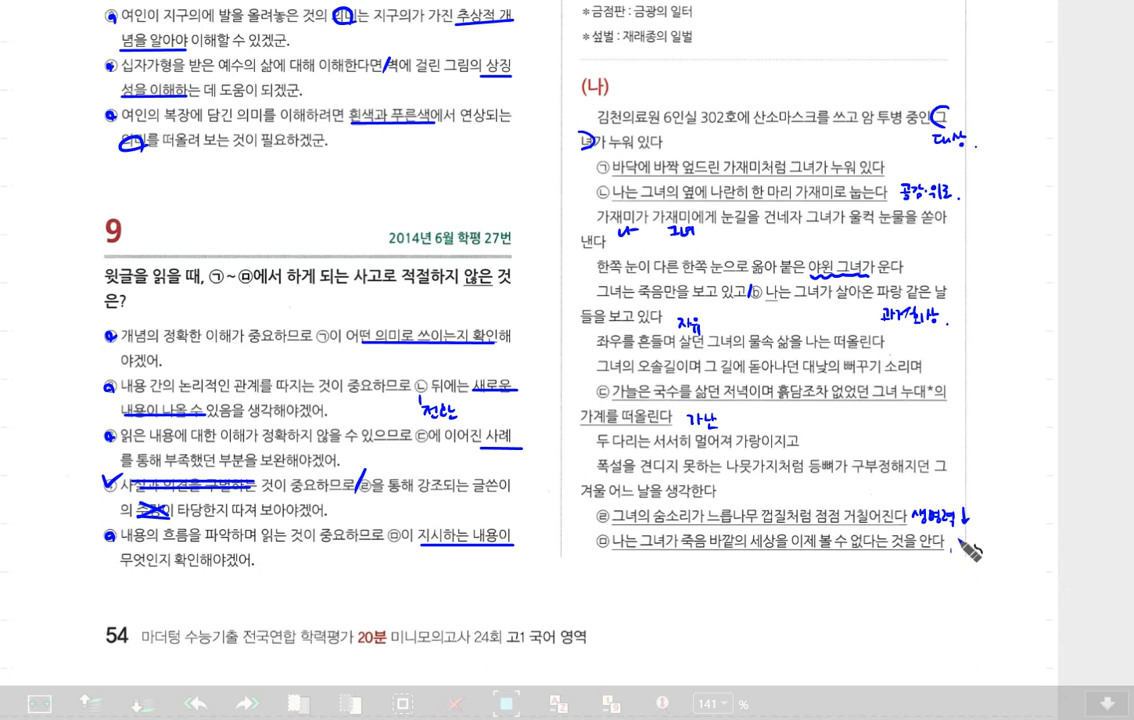 여인이 지구의에 발을 올려놓은 것의 의미는 지구의가 가진 추상적 개
념을 알아야 이해할 수 있겠군.
십자가형을 받은 예수의 삶에 대해 이해한다면 벽에 걸린 그림의 상징
성을 이해하는 데 도움이 되겠군.
여인의 복장에 담긴 의미를 이해하려면 흰색과 푸른색에서 연상되는
의미를 떠올려 보는 것이 필요하겠군.
9
2014년 6월 학평 27번
윗글을 읽을 때, ㉠~㉤에서 하게 되는 사고로 적절하지 않은 것
은?
개념의 정확한 이해가 중요하므로 ㉠이 어떤 의미로 쓰이는지 확인해
야겠어.
내용 간의 논리적인 관계를 따지는 것이 중요하므로 ㉡ 뒤에는 새로운
내용이 나올 수 있음을 생각해야겠어.
전환
읽은 내용에 대한 이해가 정확하지 않을 수 있으므로 ㉢에 이어진 사례
를 통해 부족했던 부분을 보완해야겠어.
사실과 의견을 구별하는 것이 중요하므로 ㉣을 통해 강조되는 글쓴이
의 주장이 타당한지 따져 보아야겠어.
내용의 흐름을 파악하며 읽는 것이 중요하므로 ㉤이 지시하는 내용이
무엇인지 확인해야겠어.
54 마더텅 수능기출 전국연합 학력평가 20분 미니모의고사 24회 고1 국어 영역
*금점판 : 금광의 일터
*섶벌 : 재래종의 일벌
(나)
김천의료원 6인실 302호에 산소마스크를 쓰고 암 투병 중인 그
대상.
녀가 누워 있다
㉠ 바닥에 바짝 엎드린 가재미처럼 그녀가 누워 있다
㉡ 나는 그녀의 옆에 나란히 한 마리 가재미로 눕는다 공감·위로.
가재미가 가재미에게 눈길을 건네자 그녀가 울컥 눈물을 쏟아
나 그녀
낸다
한쪽 눈이 다른 한쪽 눈으로 옮아 붙은 야윈 그녀가 운다
그녀는 죽음만을 보고 있고 ⓑ 나는 그녀가 살아온 파랑 같은 날
들을 보고 있다 과거회상.
자유
좌우를 흔들며 살던 그녀의 물속 삶을 나는 떠올린다
그녀의 오솔길이며 그 길에 돋아나던 대낮의 뻐꾸기 소리며
㉢ 가늘은 국수를 삶던 저녁이며 흙담조차 없었던 그녀 누대*의
가계를 떠올린다 가난
두 다리는 서서히 멀어져 가랑이지고
폭설을 견디지 못하는 나뭇가지처럼 등뼈가 구부정해지던 그
겨울 어느 날을 생각한다
㉣ 그녀의 숨소리가 느릅나무 껍질처럼 점점 거칠어진다 생명력↓
㉤ 나는 그녀가 죽음 바깥의 세상을 이제 볼 수 없다는 것을 안다
141 %